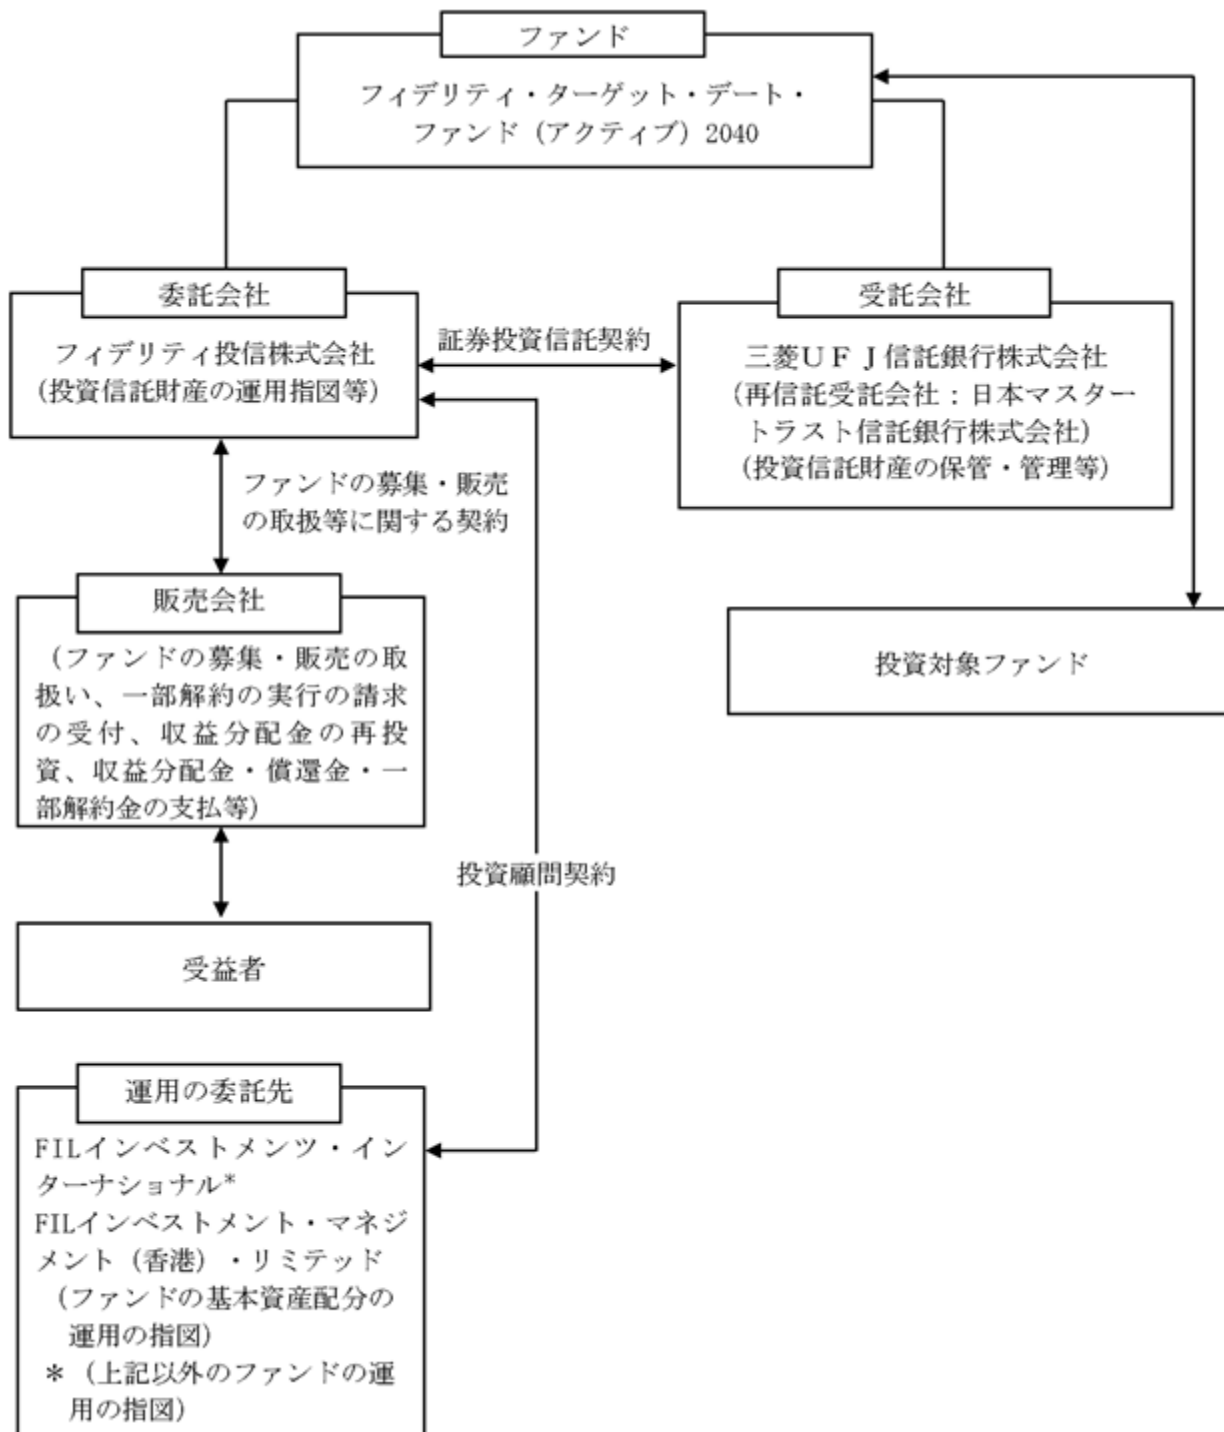 ファンド
フィデリティ・ターゲット・デート・
ファンド（アクティブ）2040
委託会社
フィデリティ投信株式会社
（投資信託財産の運用指図等）
証券投資信託契約
受託会社
三菱ＵＦＪ信託銀行株式会社
（再信託受託会社：日本マスター
トラスト信託銀行株式会社）
（投資信託財産の保管・管理等）
ファンドの募集・販売
の取扱等に関する契約
販売会社
（ファンドの募集・販売の取
扱い、一部解約の実行の請求
の受付、収益分配金の再投
資、収益分配金・償還金・一
部解約金の支払等）
投資対象ファンド
投資顧問契約
受益者
運用の委託先
FILインベストメンツ・イン
ターナショナル*
FILインベストメント・マネジ
メント（香港）・リミテッド
（ファンドの基本資産配分の
運用の指図）
＊（上記以外のファンドの運
用の指図）